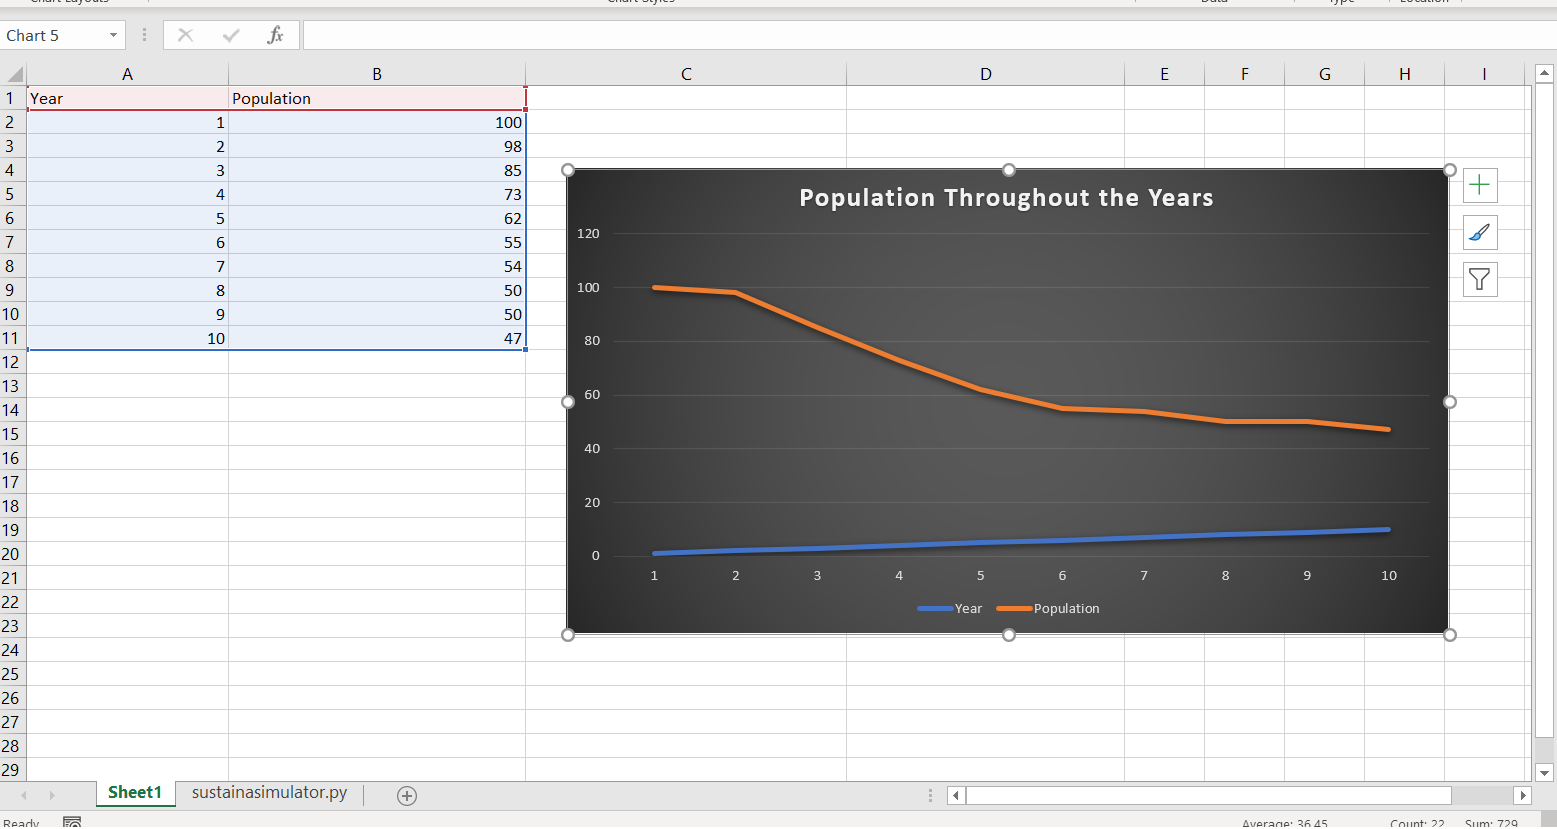 Chart Layouts Chart Styles Data Type Location
Chart 5 fx
A B C D E F G H I
1 Year Population
2 1 100
3 2 98
4 3 85
5 4 73
6 5 62
7 6 55
8 7 54
9 8 50
10 9 50
11 10 47
12
13
14
15
16
17
18
19
20
21
22
23
24
25
26
27
28
29
Population Throughout the Years
120
100
80
60
40
20
0
1 2 3 4 5 6 7 8 9 10
Year Population
Sheet1 sustainasimulator.py
Ready Average: 36.45 Count: 22 Sum: 729